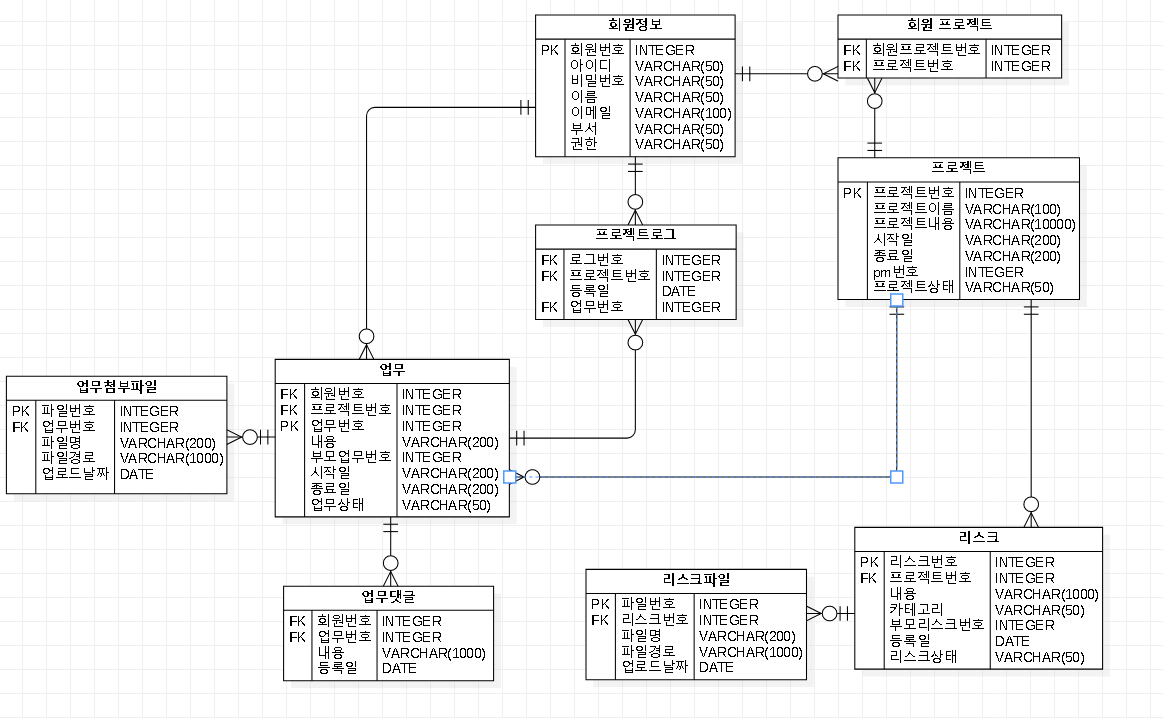 회원정보
PK 회원번호 INTEGER
아이디 VARCHAR(50)
비밀번호 VARCHAR(50)
이름 VARCHAR(50)
이메일 VARCHAR(100)
부서 VARCHAR(50)
권한 VARCHAR(50)
회원 프로젝트
FK 회원프로젝트번호 INTEGER
FK 프로젝트번호 INTEGER
프로젝트
PK 프로젝트번호 INTEGER
프로젝트이름 VARCHAR(100)
프로젝트내용 VARCHAR(10000)
시작일 VARCHAR(200)
종료일 VARCHAR(200)
pm번호 INTEGER
프로젝트상태 VARCHAR(50)
프로젝트로그
FK 로그번호 INTEGER
FK 프로젝트번호 INTEGER
등록일 DATE
FK 업무번호 INTEGER
업무
FK 회원번호 INTEGER
FK 프로젝트번호 INTEGER
PK 업무번호 INTEGER
내용 VARCHAR(200)
부모업무번호 INTEGER
시작일 VARCHAR(200)
종료일 VARCHAR(200)
업무상태 VARCHAR(50)
업무첨부파일
PK 파일번호 INTEGER
FK 업무번호 INTEGER
파일명 VARCHAR(200)
파일경로 VARCHAR(1000)
업로드날짜 DATE
업무댓글
FK 회원번호 INTEGER
FK 업무번호 INTEGER
내용 VARCHAR(1000)
등록일 DATE
리스크파일
PK 파일번호 INTEGER
FK 리스크번호 INTEGER
파일명 VARCHAR(200)
파일경로 VARCHAR(1000)
업로드날짜 DATE
리스크
PK 리스크번호 INTEGER
FK 프로젝트번호 INTEGER
내용 VARCHAR(1000)
카테고리 VARCHAR(50)
부모리스크번호 INTEGER
등록일 DATE
리스크상태 VARCHAR(50)